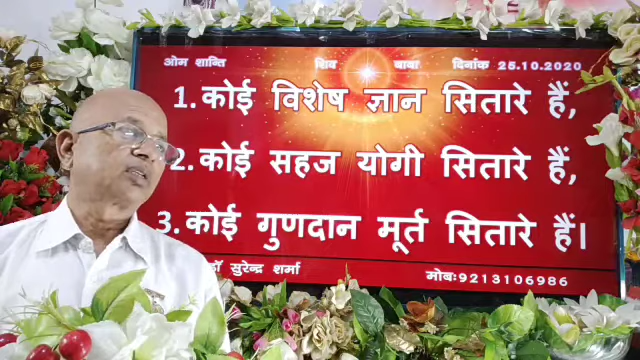 ओम शान्ति शिव बाबा दिनांक 25.10.2020
1. कोई विशेष ज्ञान सितारे हैं,
2. कोई सहज योगी सितारे हैं,
3. कोई गुणदान मूर्त सितारे हैं।
डॉ सुरेन्द्र शर्मा मोबः9213106986